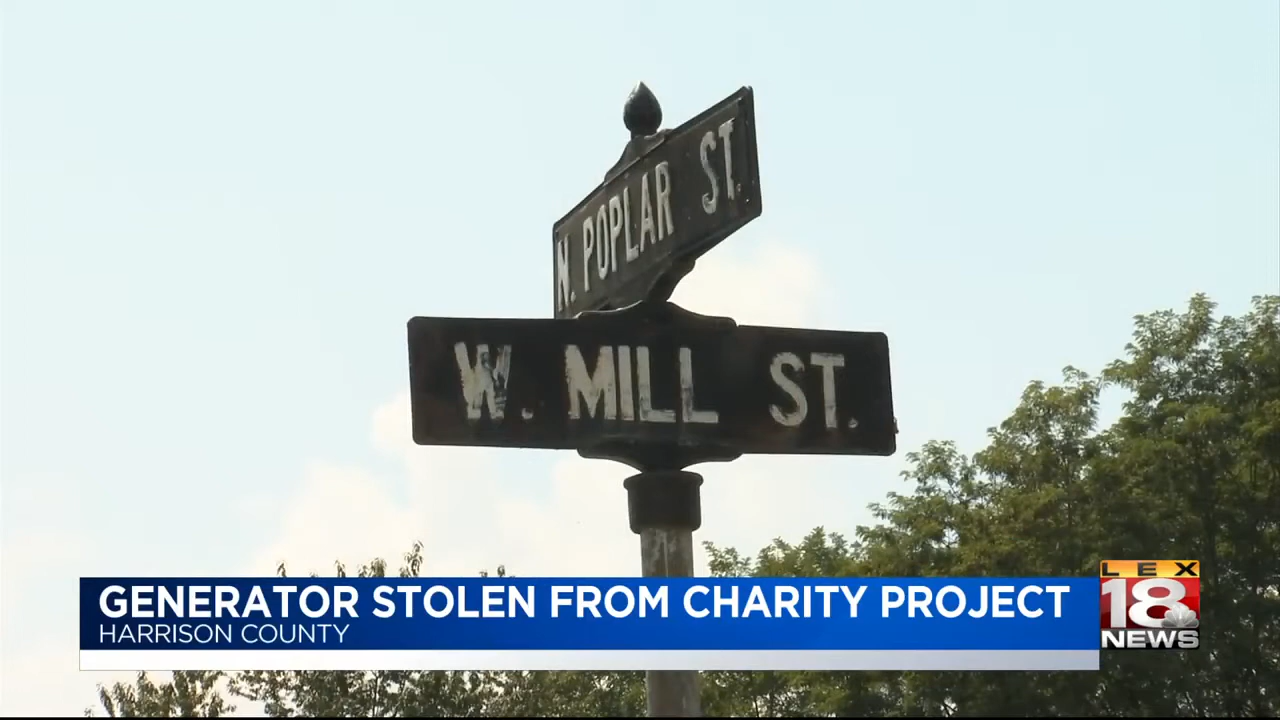 N. POPLAR ST.
W. MILL ST.
GENERATOR STOLEN FROM CHARITY PROJECT
HARRISON COUNTY
LEX
18
NEWS